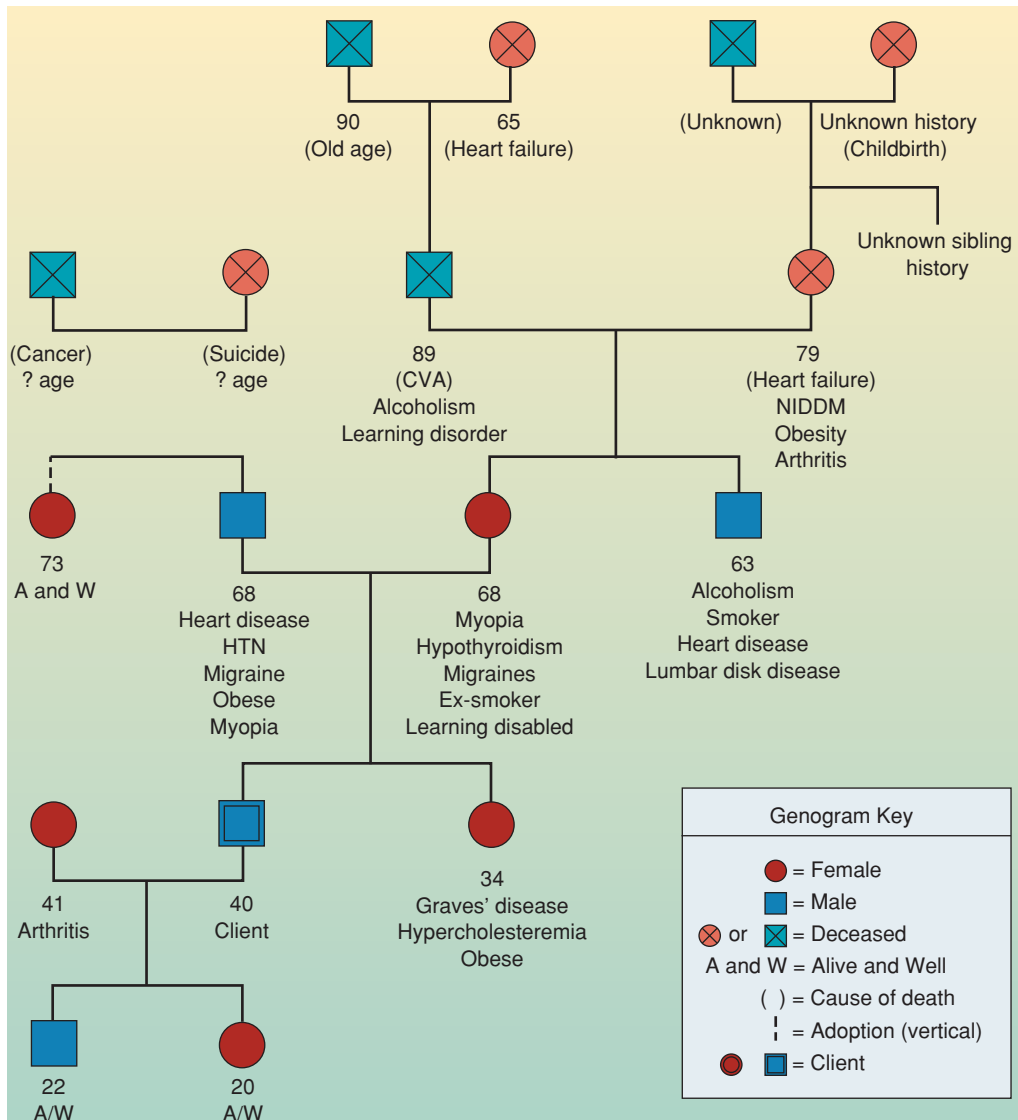 90
(Old age)
65
(Heart failure)
(Unknown)
Unknown history
(Childbirth)
Unknown sibling
history
(Cancer)
? age
(Suicide)
? age
89
(CVA)
Alcoholism
Learning disorder
79
(Heart failure)
NIDDM
Obesity
Arthritis
73
A and W
68
Heart disease
HTN
Migraine
Obese
Myopia
68
Myopia
Hypothyroidism
Migraines
Ex-smoker
Learning disabled
63
Alcoholism
Smoker
Heart disease
Lumbar disk disease
41
Arthritis
40
Client
34
Graves' disease
Hypercholesteremia
Obese
22
A/W
20
A/W
Genogram Key
= Female
= Male
or = Deceased
A and W = Alive and Well
( ) = Cause of death
= Adoption (vertical)
= Client